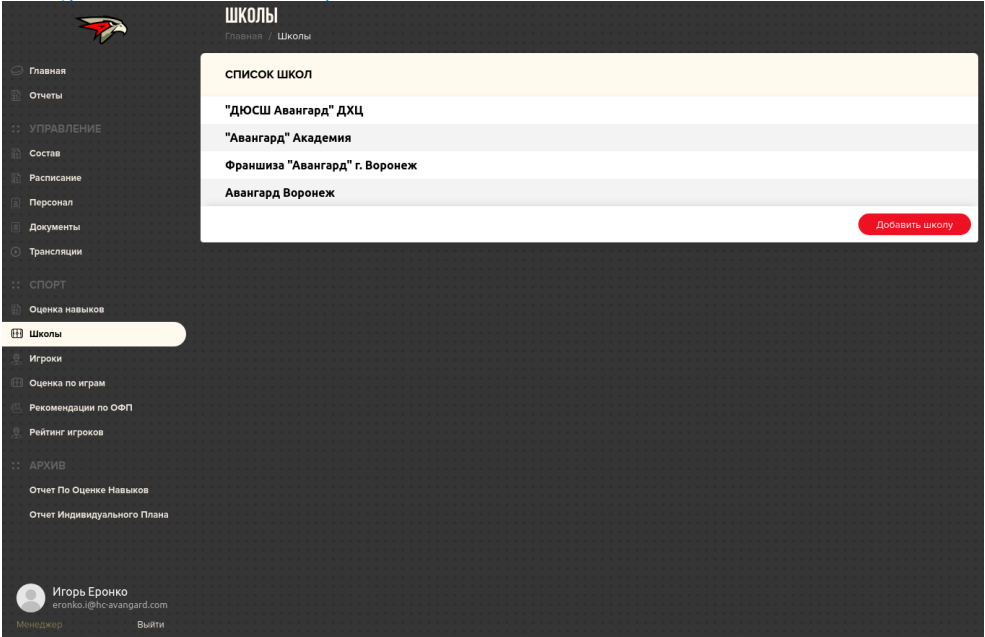 ШКОЛЫ
Главная / Школы
Главная
Отчеты
УПРАВЛЕНИЕ
Состав
Расписание
Персонал
Документы
Трансляции
СПОРТ
Оценка навыков
Школы
Игроки
Оценка по играм
Рекомендации по ОФП
Рейтинг игроков
АРХИВ
Отчет По Оценке Навыков
Отчет Индивидуального Плана
Игорь Еронко
eronko.i@hc-avangard.com
Менеджер Выйти
СПИСОК ШКОЛ
"ДЮСШ Авангард" ДХЦ
"Авангард" Академия
Франшиза "Авангард" г. Воронеж
Авангард Воронеж
Добавить школу